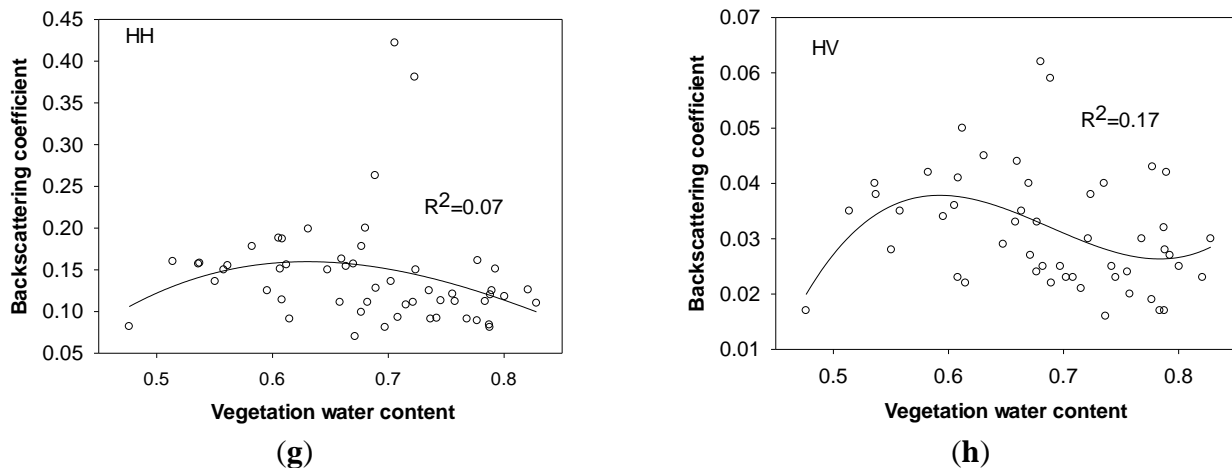 0.45
0.40
0.35
0.30
0.25
0.20
0.15
0.10
0.05
HH
R2=0.07
Backscattering coefficient
0.5 0.6 0.7 0.8
Vegetation water content
(g)
0.07
0.06
0.05
0.04
0.03
0.02
0.01
HV
R2=0.17
Backscattering coefficient
0.5 0.6 0.7 0.8
Vegetation water content
(h)